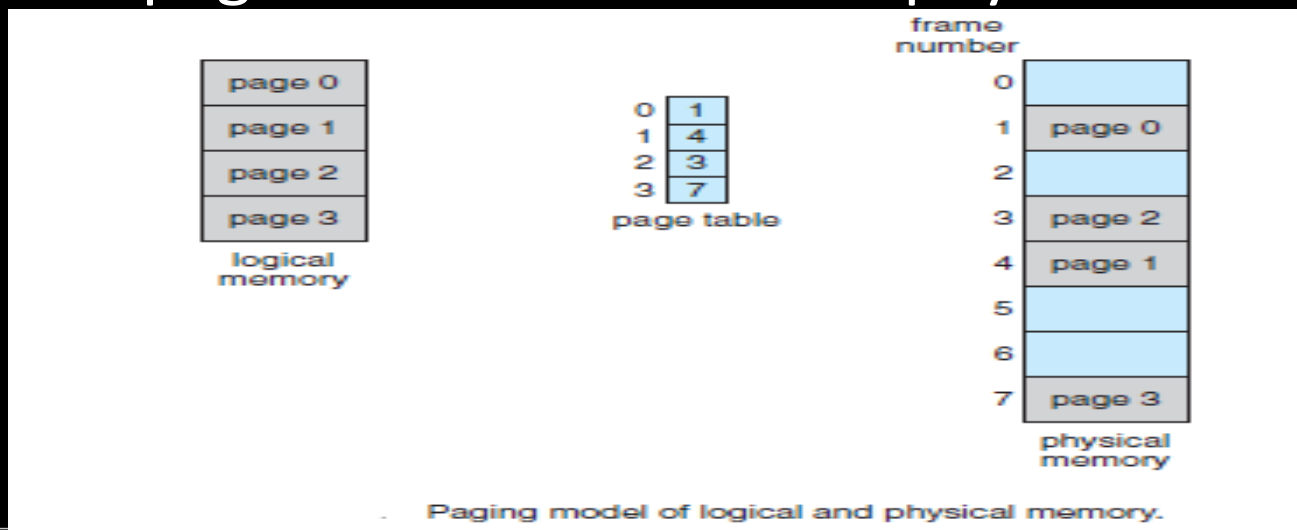 page 0
page 1
page 2
page 3
logical
memory
0 1
1 4
2 3
3 7
page table
frame
number
0
1 page 0
2
3 page 2
4 page 1
5
6
7 page 3
physical
memory
. Paging model of logical and physical memory.